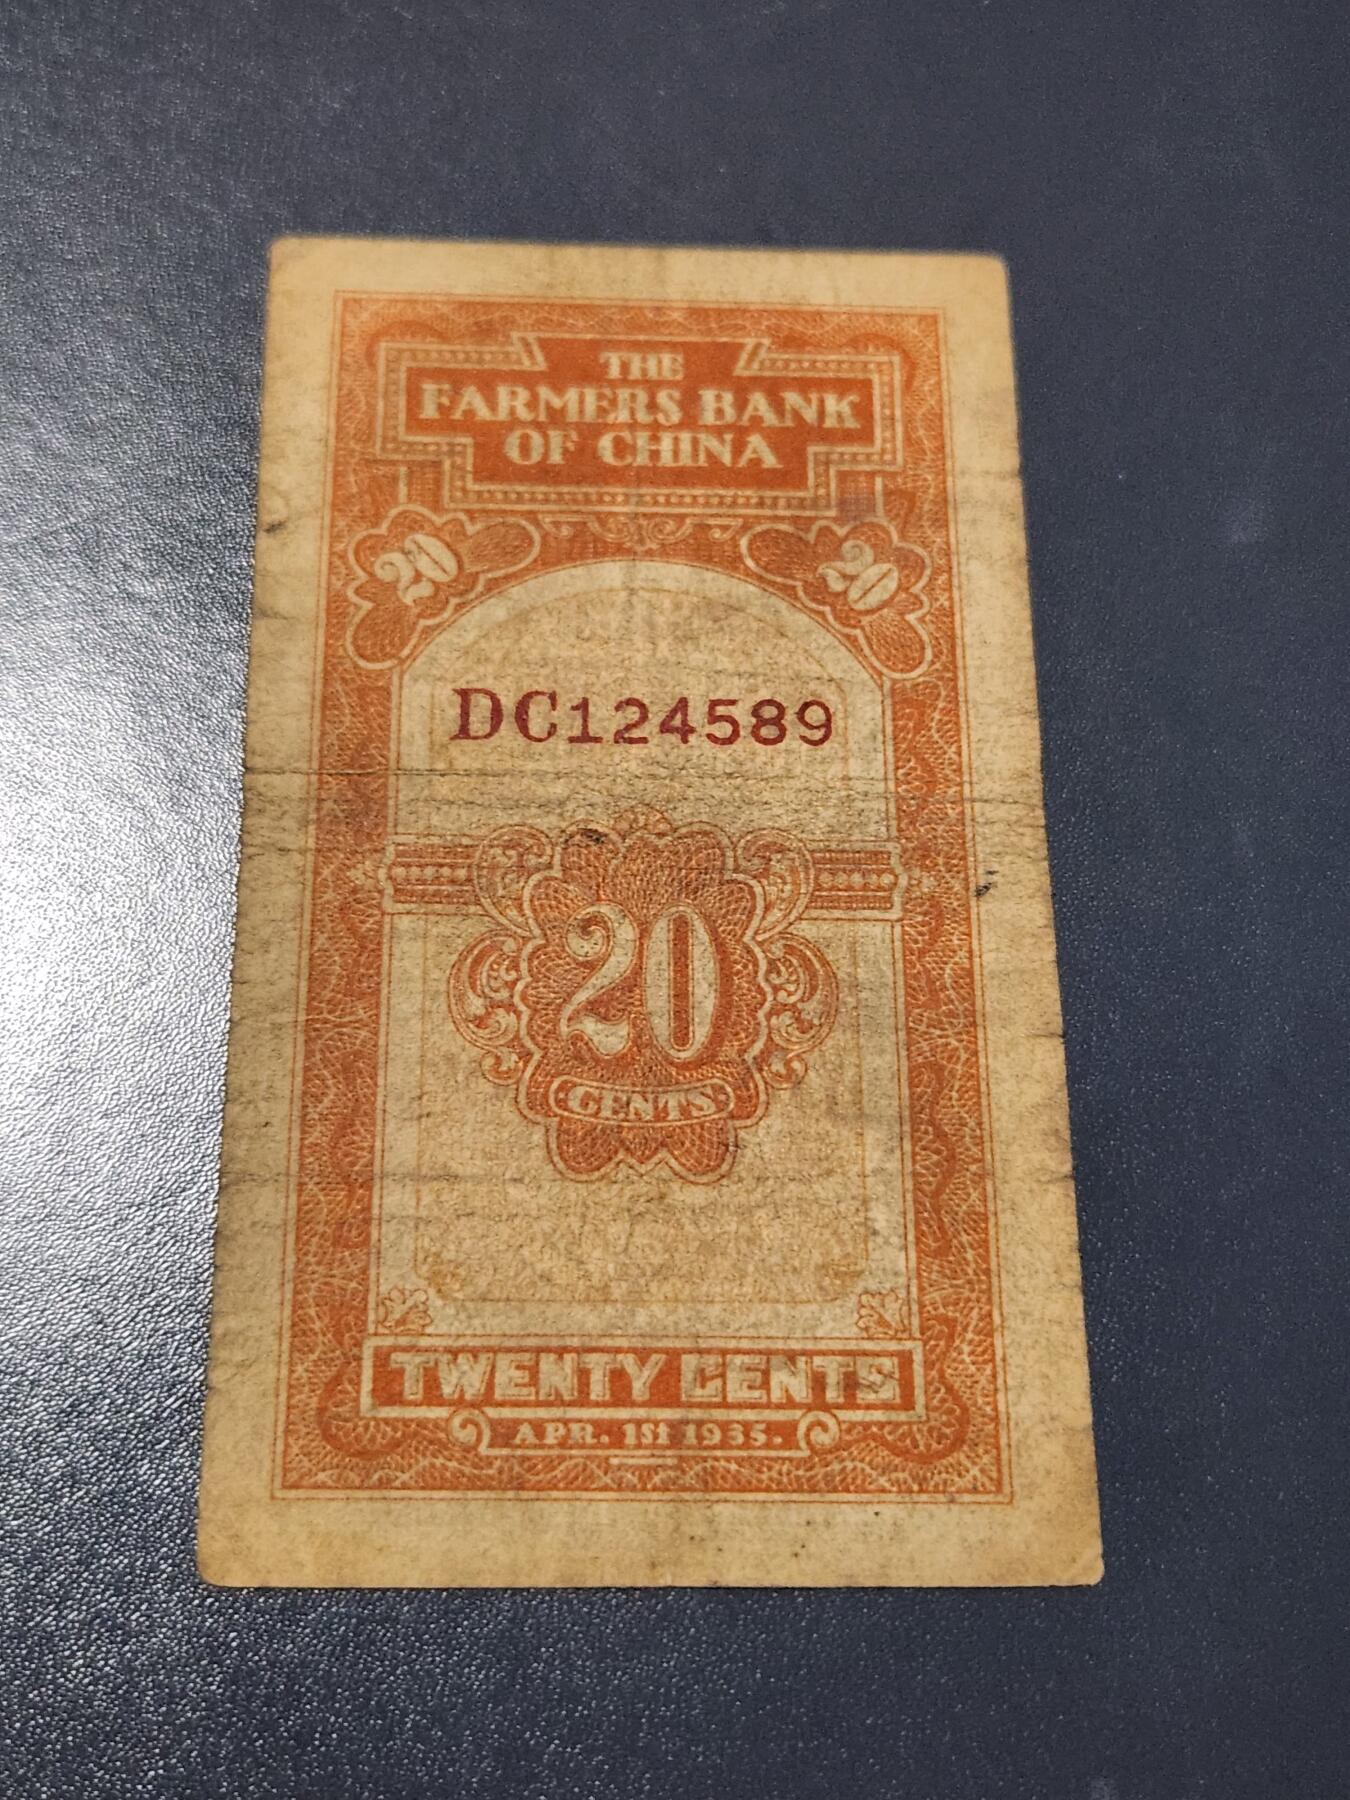 THE
FARMERS BANK
OF CHINA
20 20
DC124589
20
CENTS
TWENTY CENTS
APR. 1ST 1935.